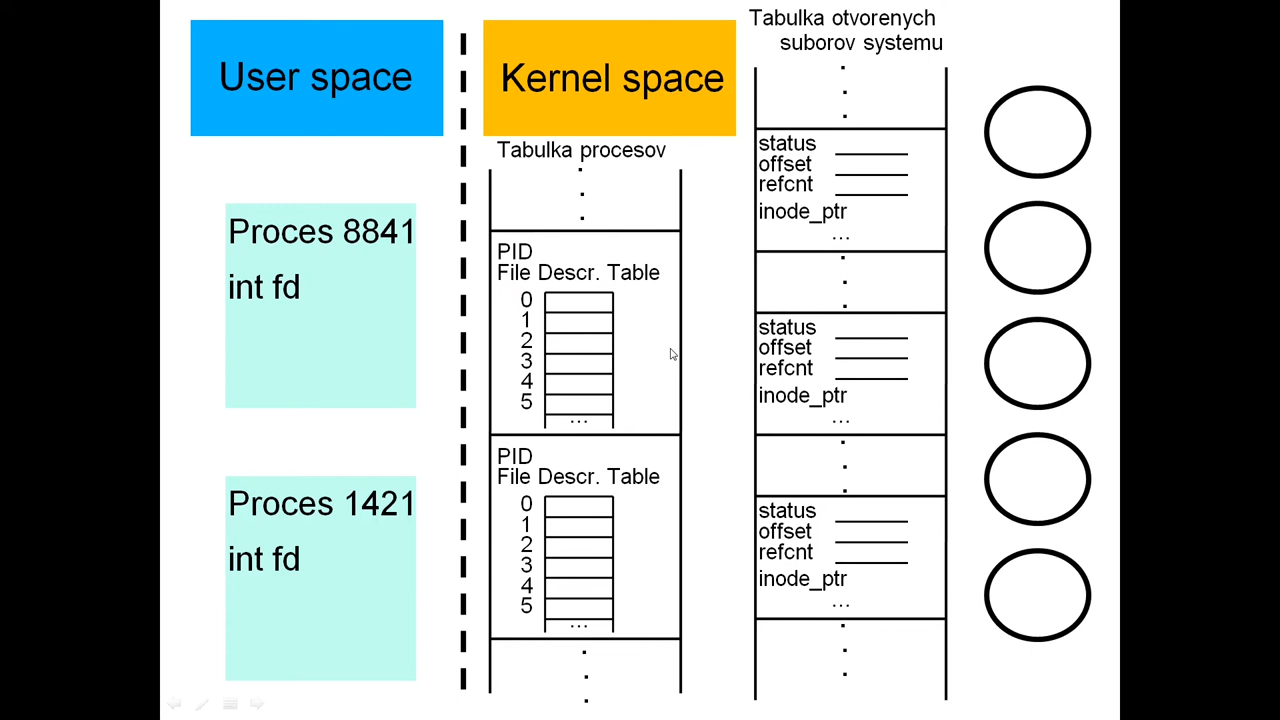 User space
Proces 8841
int fd
Proces 1421
int fd
Kernel space
Tabulka procesov
PID
File Descr. Table
0
1
2
3
4
5
...
PID
File Descr. Table
0
1
2
3
4
5
...
Tabulka otvorenych
suborov systemu
status
offset
refcnt
inode_ptr
...
status
offset
refcnt
inode_ptr
...
status
offset
refcnt
inode_ptr
...